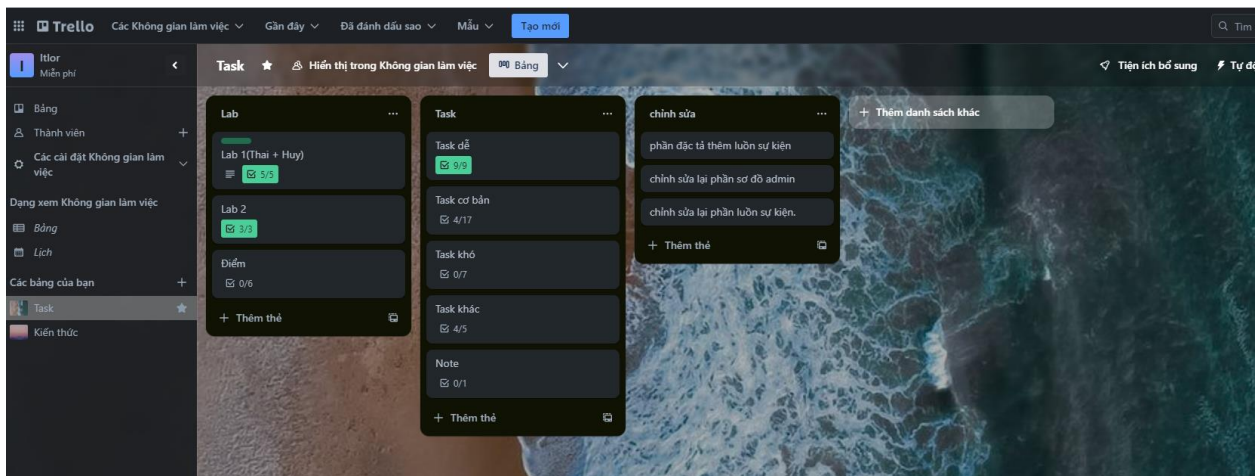 Trello Các Không gian làm việc Gần đây Đã đánh dấu sao Mẫu Tạo mới Tìm
I Itlor
Miễn phí
Task Hiển thị trong Không gian làm việc Bảng Tiện ích bổ sung
Bảng
Thành viên
Các cài đặt Không gian làm
việc
Dạng xem Không gian làm việc
Bảng
Lịch
Các bảng của bạn
Task
Kiến thức
Lab
Lab 1(Thai + Huy)
5/5
Lab 2
3/3
Điểm
0/6
Thêm thẻ
Task
Task dễ
9/9
Task cơ bản
4/17
Task khó
0/7
Task khác
4/5
Note
0/1
Thêm thẻ
chỉnh sửa
phần đặc tả thêm luồn sự kiện
chỉnh sửa lại phần sơ đồ admin
chỉnh sửa lại phần luồn sự kiện.
Thêm thẻ
Thêm danh sách khác